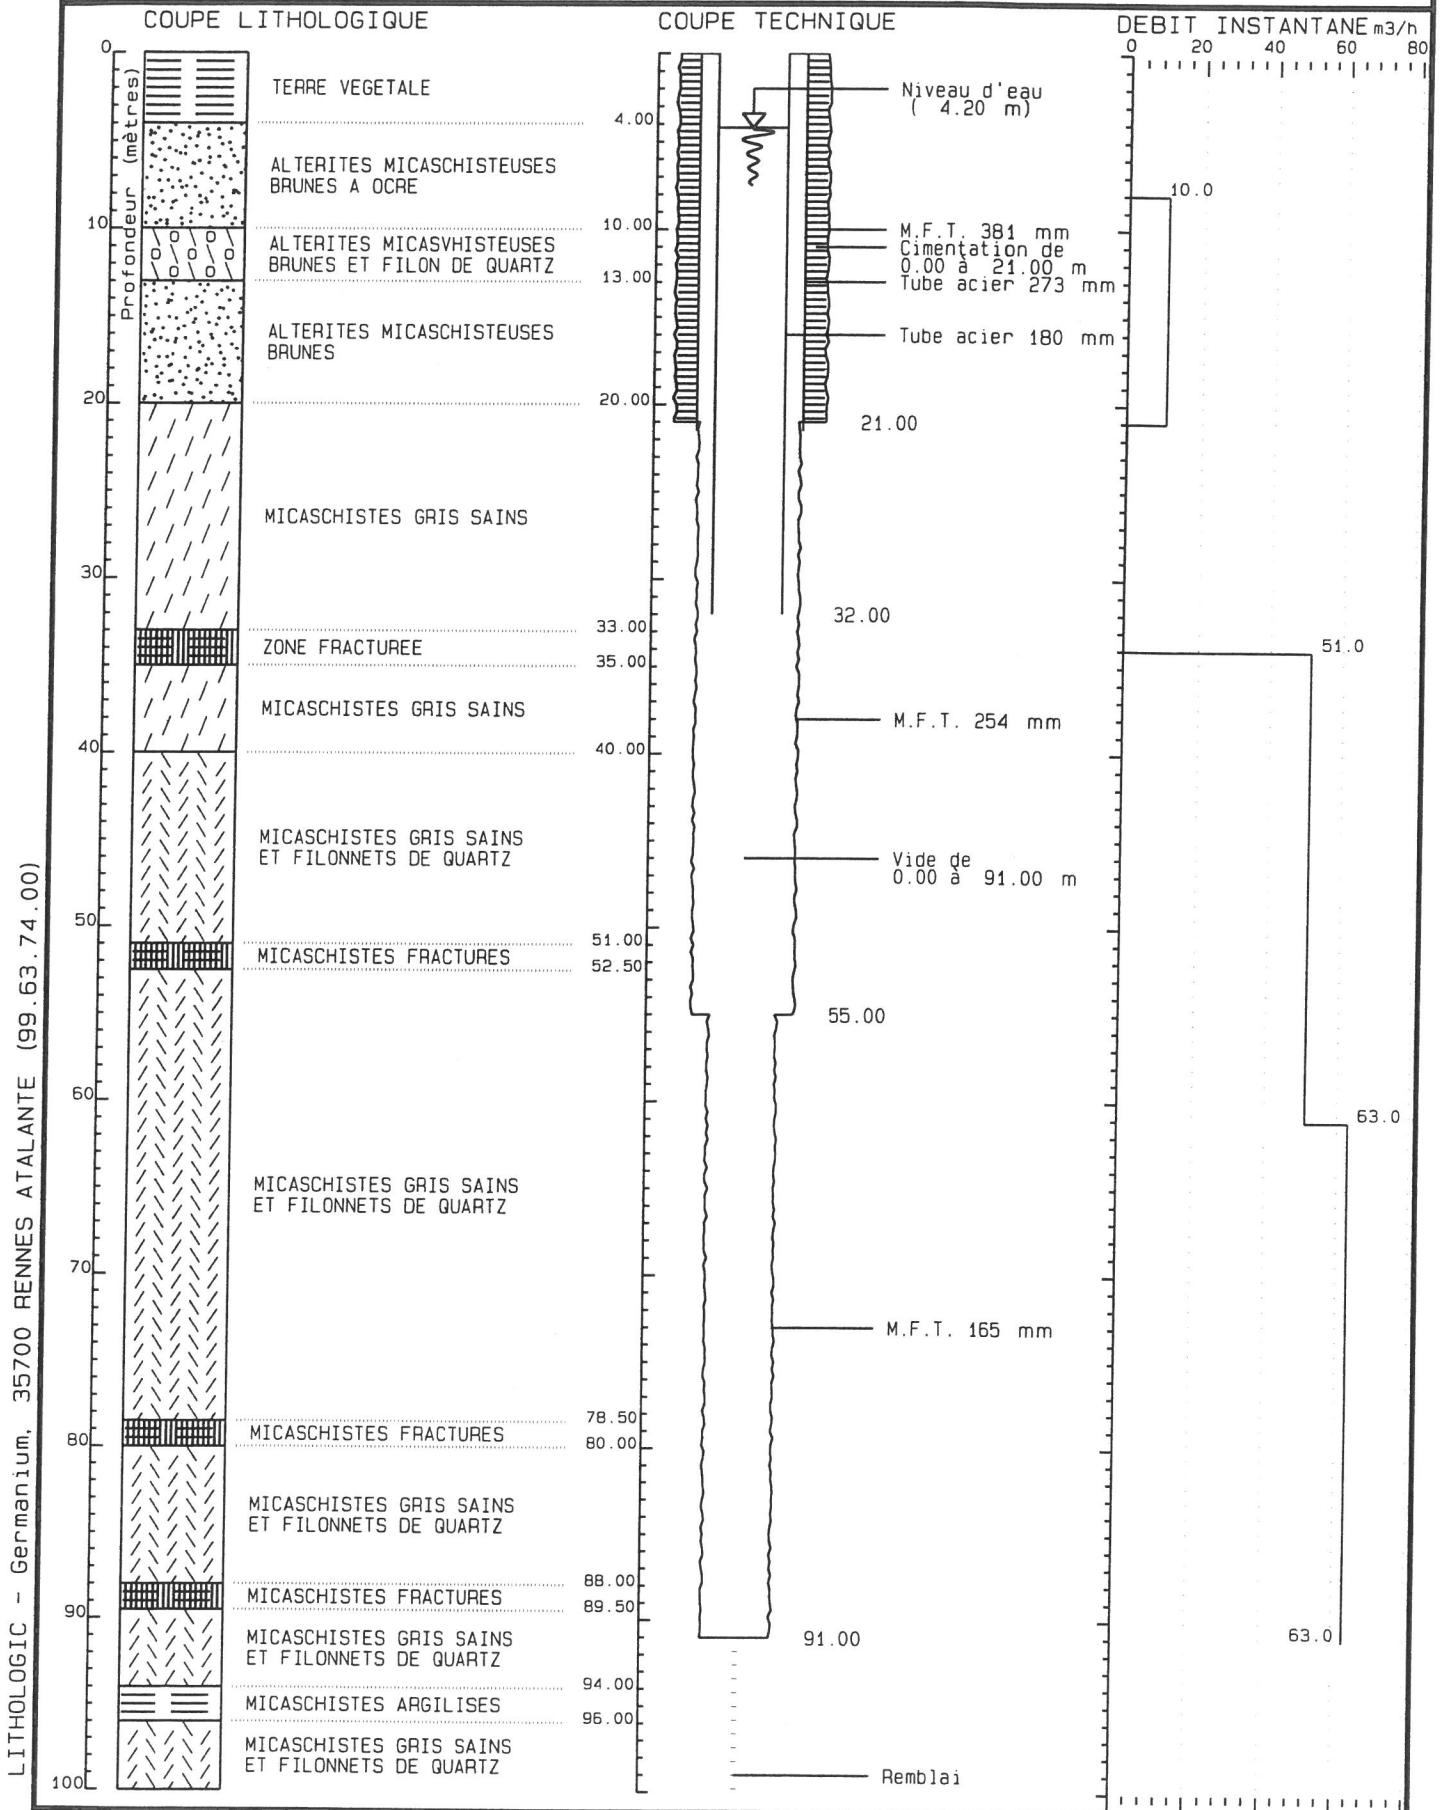 COUPE LITHOLOGIQUE
COUPE TECHNIQUE
DEBIT INSTANTANE m3/h
0 20 40 60 80
Profondeur (mètres)
0
10
20
30
40
50
60
70
80
90
100
TERRE VEGETALE
4.00
ALTERITES MICASCHISTEUSES
BRUNES A OCRE
10.00
ALTERITES MICASVHISTEUSES
BRUNES ET FILON DE QUARTZ
13.00
ALTERITES MICASCHISTEUSES
BRUNES
20.00
MICASCHISTES GRIS SAINS
33.00
ZONE FRACTUREE
35.00
MICASCHISTES GRIS SAINS
40.00
MICASCHISTES GRIS SAINS
ET FILONNETS DE QUARTZ
51.00
MICASCHISTES FRACTURES
52.50
MICASCHISTES GRIS SAINS
ET FILONNETS DE QUARTZ
78.50
MICASCHISTES FRACTURES
80.00
MICASCHISTES GRIS SAINS
ET FILONNETS DE QUARTZ
88.00
MICASCHISTES FRACTURES
89.50
MICASCHISTES GRIS SAINS
ET FILONNETS DE QUARTZ
94.00
MICASCHISTES ARGILISES
96.00
MICASCHISTES GRIS SAINS
ET FILONNETS DE QUARTZ
Niveau d'eau
( 4.20 m)
M.F.T. 381 mm
Cimentation de
0.00 à 21.00 m
Tube acier 273 mm
Tube acier 180 mm
21.00
32.00
M.F.T. 254 mm
Vide de
0.00 à 91.00 m
55.00
M.F.T. 165 mm
91.00
Remblai
10.0
51.0
63.0
63.0
LITHOLOGIC - Germanium, 35700 RENNES ATALANTE (99.63.74.00)